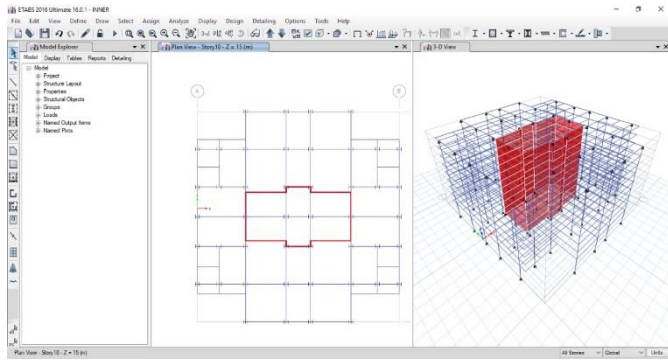 ETABS 2016 Ultimate 16.0.1 - INNER
File Edit View Define Draw Select Assign Analyze Display Design Detailing Options Tools Help
Model Explorer
Plan View - Story10 - Z = 15 (m)
3-D View
Model Display Tables Reports Detailing
Model
Project
Structure Layout
Properties
Structural Objects
Groups
Loads
Named Output Items
Named Plots
A
B
Plan View - Story10 - Z = 15 (m)
All Stories
Global
Units